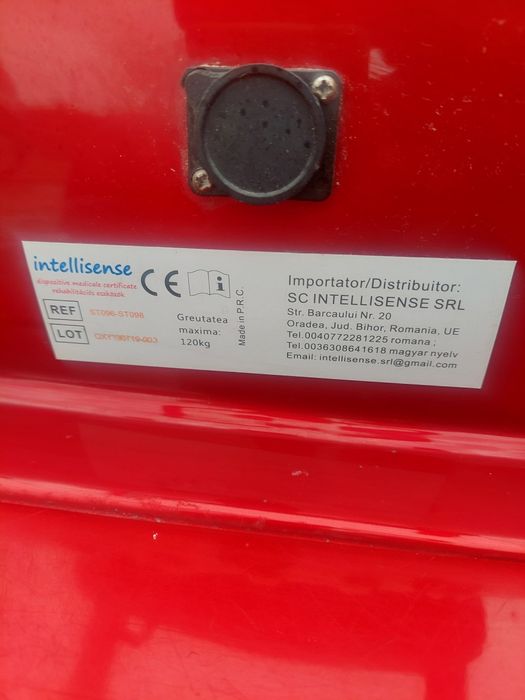 intellisense
dispozitive medicale certificate
rehabilitációs eszközök
CE
i
REF ST096-ST098
LOT
Greutatea
maxima:
120kg
Made in P.R.C.
Importator/Distribuitor:
SC INTELLISENSE SRL
Str. Barcaului Nr. 20
Oradea, Jud. Bihor, Romania, UE
Tel.0040772281225 romana ;
Tel.0036308641618 magyar nyelv
Email: intellisense.srl@gmail.com